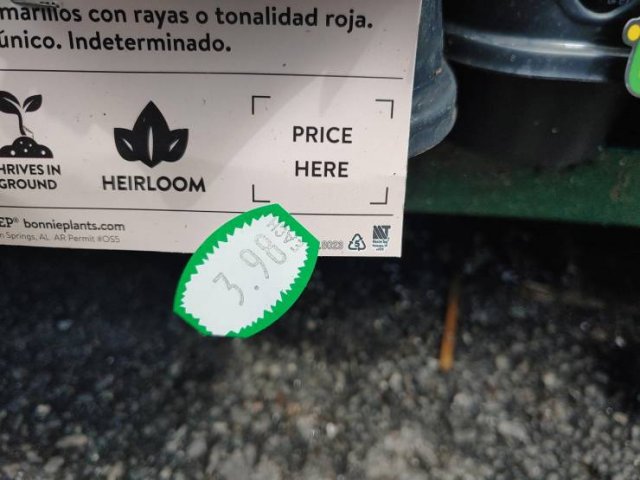 marillos con rayas o tonalidad roja.
único. Indeterminado.
HRIVES IN
GROUND
HEIRLOOM
PRICE
HERE
EP® bonnieplants.com
n Springs, AL AR Permit #OS5
3.98
EACH